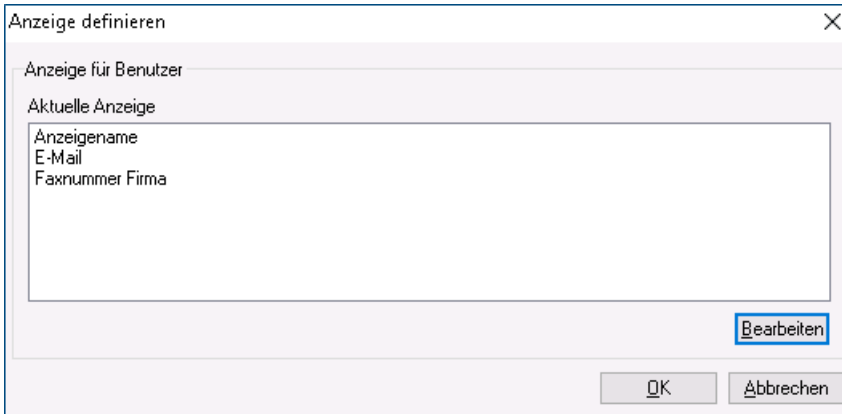 Anzeige definieren
Anzeige für Benutzer
Aktuelle Anzeige
Anzeigename
E-Mail
Faxnummer Firma
Bearbeiten
OK
Abbrechen